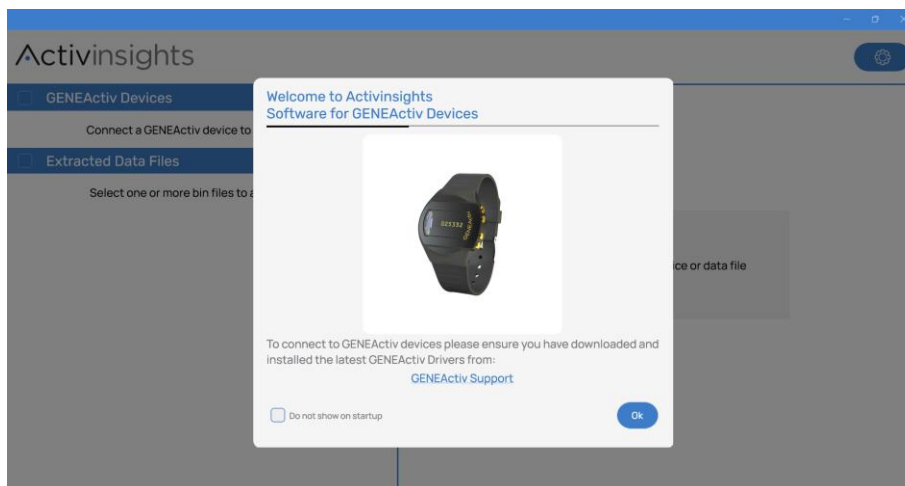 Activinsights
GENEActiv Devices
Connect a GENEActiv device to
Extracted Data Files
Select one or more bin files to a
Welcome to Activinsights
Software for GENEActiv Devices
025332
GENEActiv
ice or data file
To connect to GENEActiv devices please ensure you have downloaded and
installed the latest GENEActiv Drivers from:
GENEActiv Support
Do not show on startup
Ok